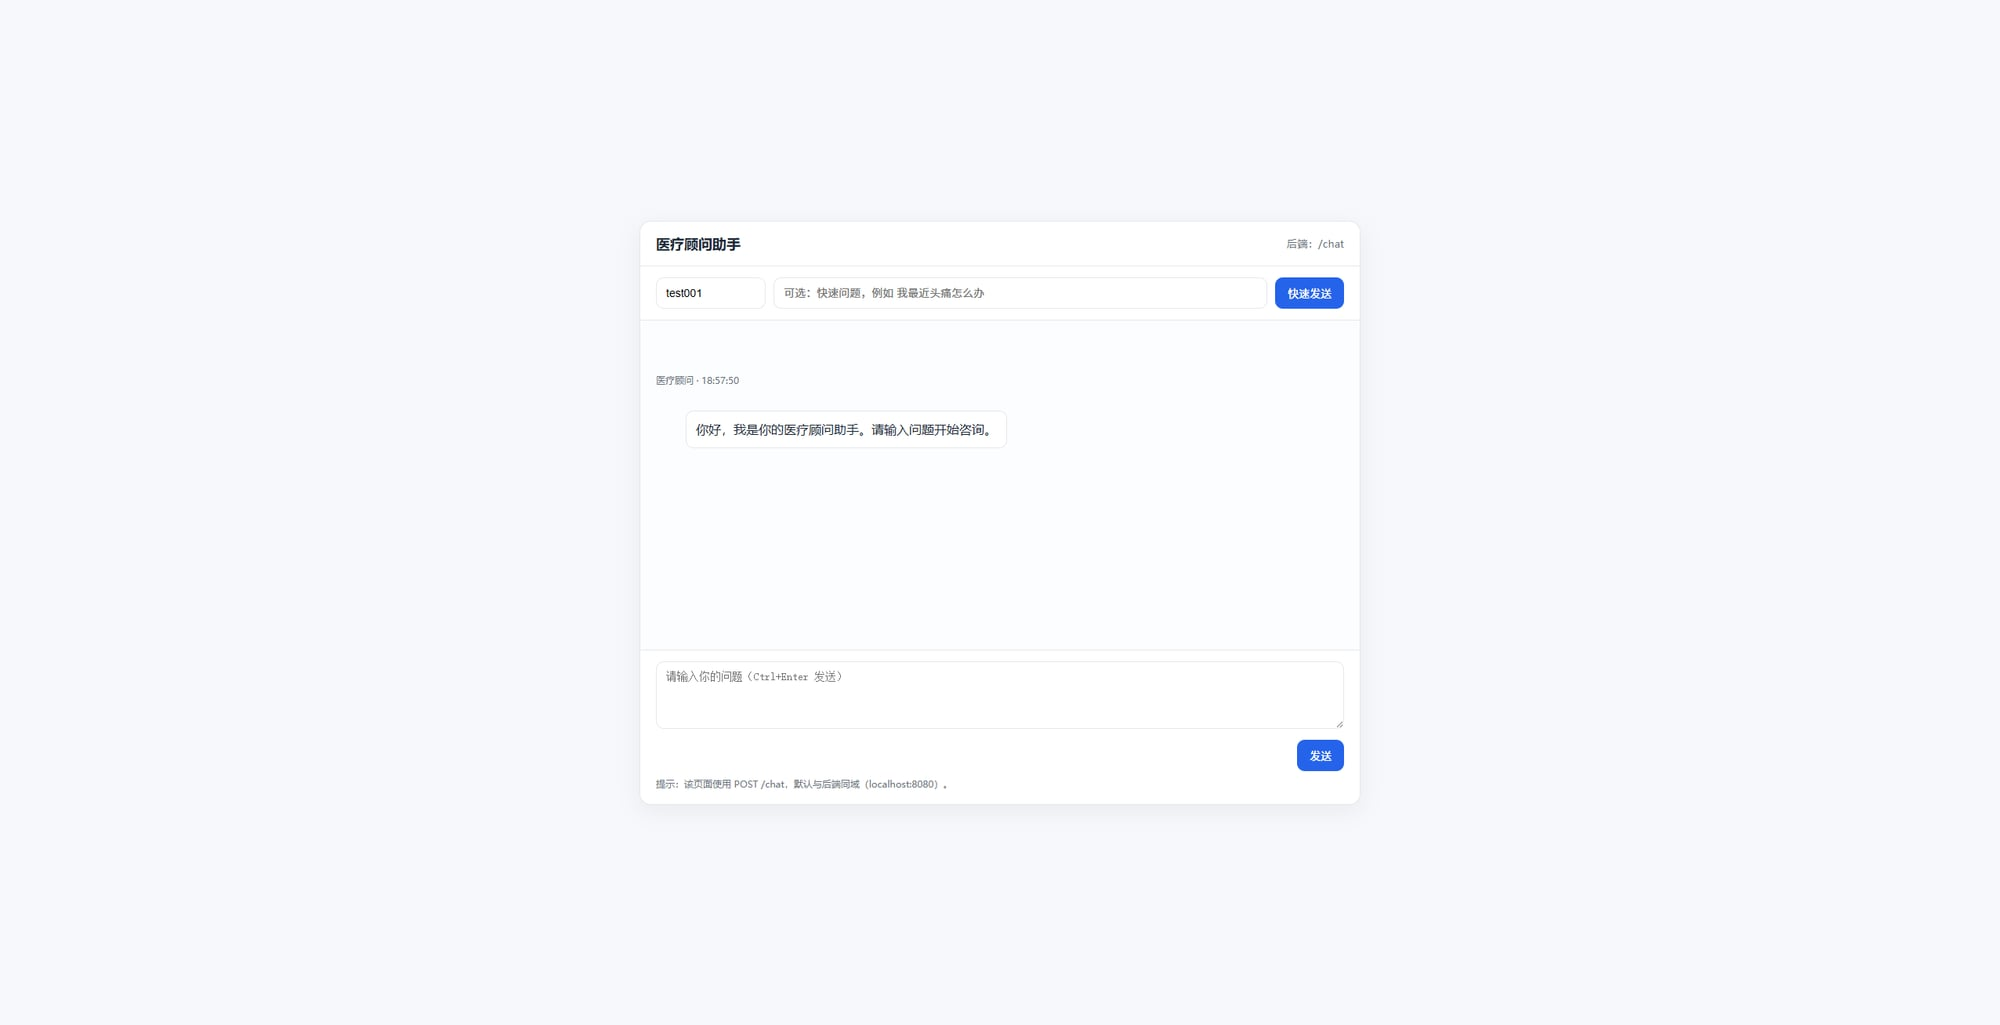 医疗顾问助手
后端：/chat
test001
可选：快速问题，例如 我最近头痛怎么办
快速发送
医疗顾问 · 18:57:50
你好，我是你的医疗顾问助手。请输入问题开始咨询。
请输入你的问题（Ctrl+Enter 发送）
发送
提示：该页面使用 POST /chat，默认与后端同域（localhost:8080）。